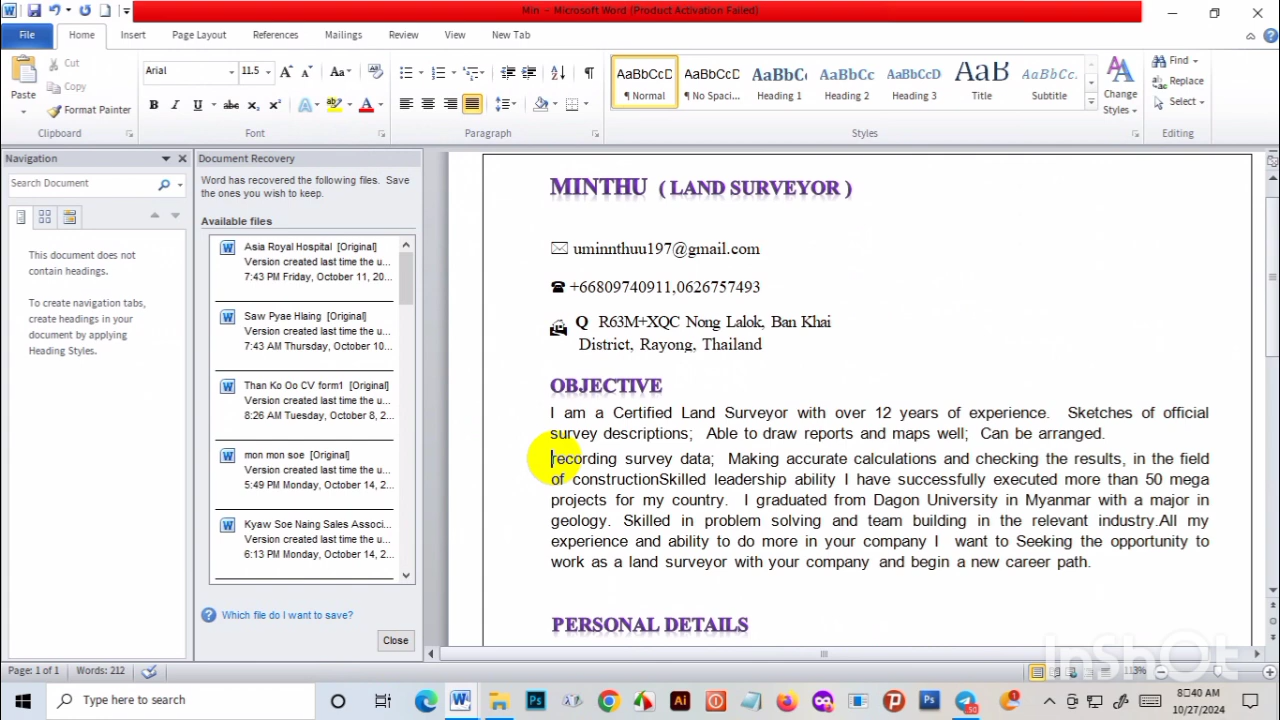 Min – Microsoft Word (Product Activation Failed)
File Home Insert Page Layout References Mailings Review View New Tab
Cut
Copy
Format Painter
Paste
Clipboard
Arial 11.5
Font
Paragraph
AaBbCcD AaBbCcD AaBbCc AaBbCc AaBbCcD AaB AaBbCc.
¶ Normal ¶ No Spaci... Heading 1 Heading 2 Heading 3 Title Subtitle
Change
Styles
Styles
Find
Replace
Select
Editing
Navigation
Search Document
This document does not
contain headings.
To create navigation tabs,
create headings in your
document by applying
Heading Styles.
Document Recovery
Word has recovered the following files. Save
the ones you wish to keep.
Available files
Asia Royal Hospital [Original]
Version created last time the u...
7:43 PM Friday, October 11, 20...
Saw Pyae Hlaing [Original]
Version created last time the u...
7:43 AM Thursday, October 10...
Than Ko Oo CV form1 [Original]
Version created last time the u...
8:26 AM Tuesday, October 8, 2...
mon mon soe [Original]
Version created last time the u...
5:49 PM Monday, October 14, 2...
Kyaw Soe Naing Sales Associ...
Version created last time the u...
6:13 PM Monday, October 14, 2...
Which file do I want to save?
Close
MINTHU ( LAND SURVEYOR )
uminnthuu197@gmail.com
+66809740911,0626757493
Q R63M+XQC Nong Lalok, Ban Khai
District, Rayong, Thailand
OBJECTIVE
I am a Certified Land Surveyor with over 12 years of experience. Sketches of official
survey descriptions; Able to draw reports and maps well; Can be arranged.
recording survey data; Making accurate calculations and checking the results, in the field
of constructionSkilled leadership ability I have successfully executed more than 50 mega
projects for my country. I graduated from Dagon University in Myanmar with a major in
geology. Skilled in problem solving and team building in the relevant industry.All my
experience and ability to do more in your company I want to Seeking the opportunity to
work as a land surveyor with your company and begin a new career path.
PERSONAL DETAILS
InShOt
Page: 1 of 1 Words: 212
113%
Type here to search
8:40 AM
10/27/2024